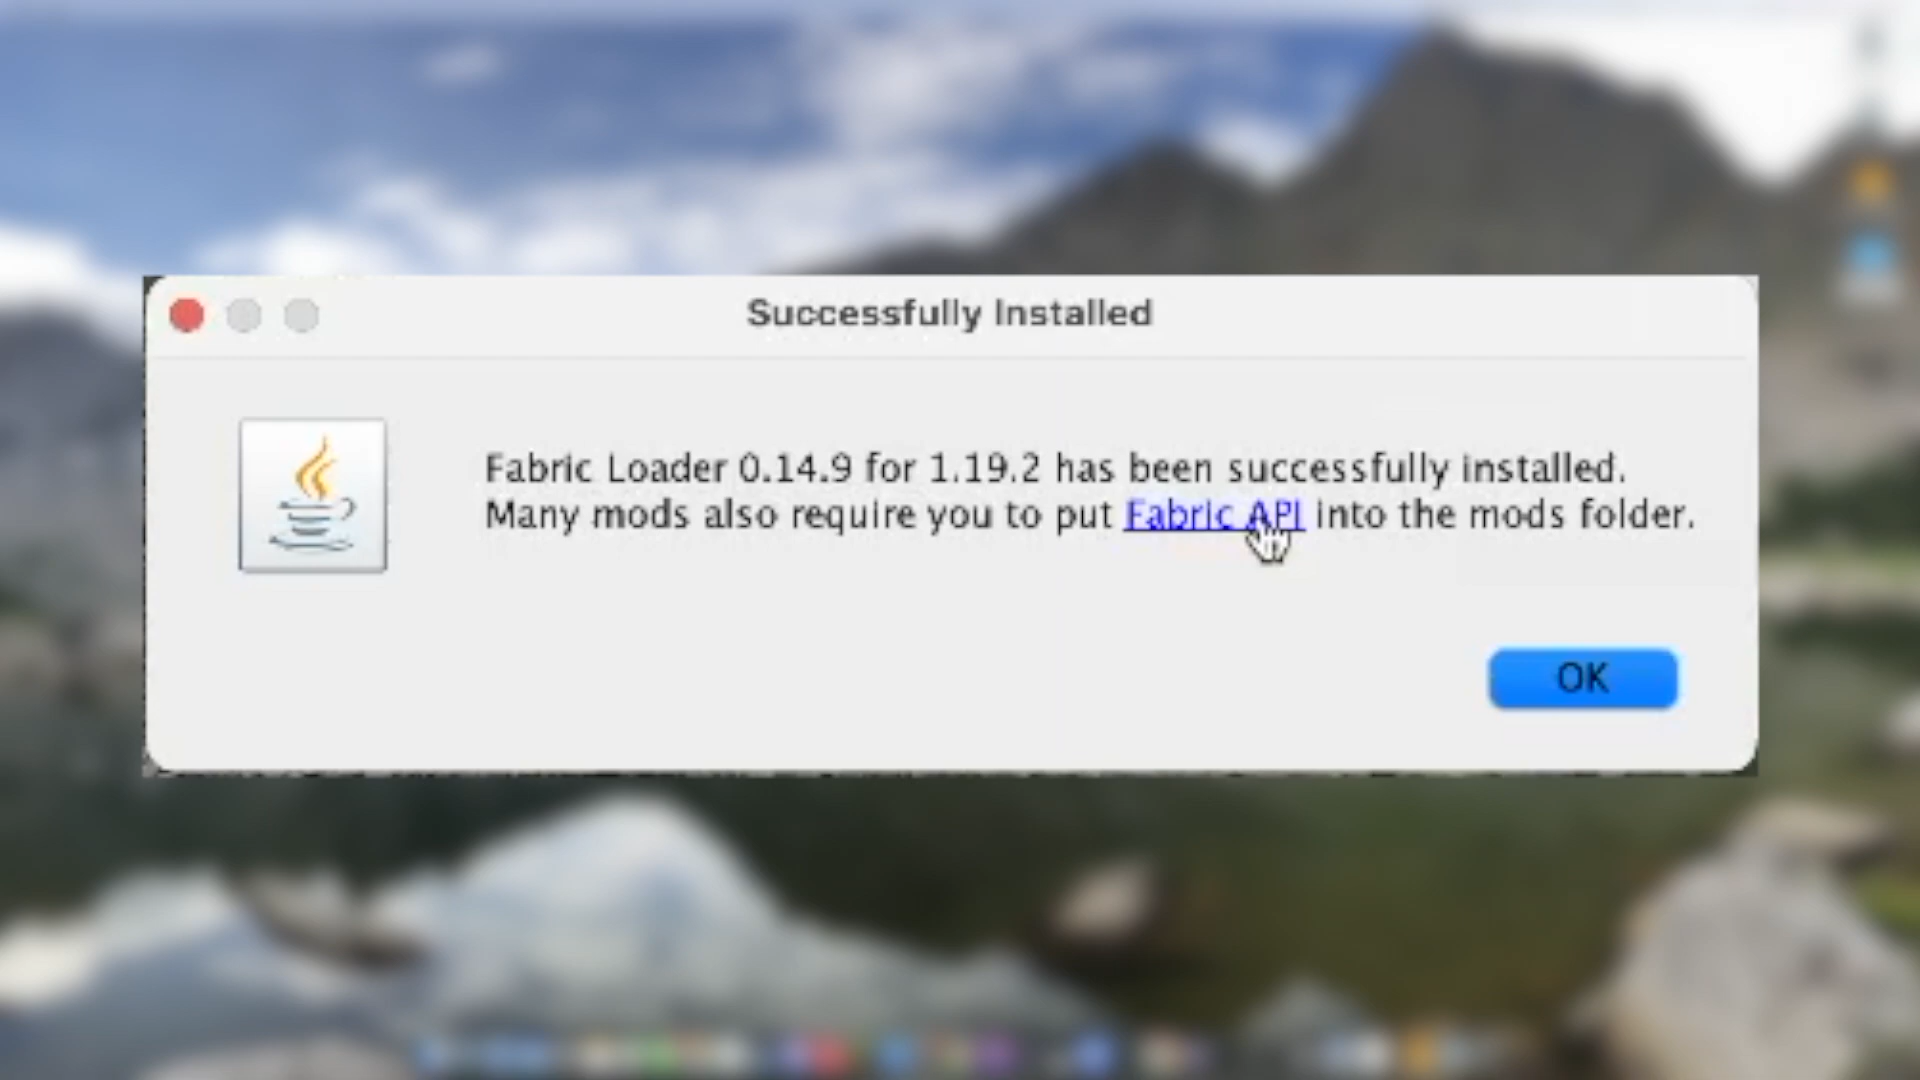 Successfully Installed
Fabric Loader 0.14.9 for 1.19.2 has been successfully installed.
Many mods also require you to put Fabric API into the mods folder.
OK